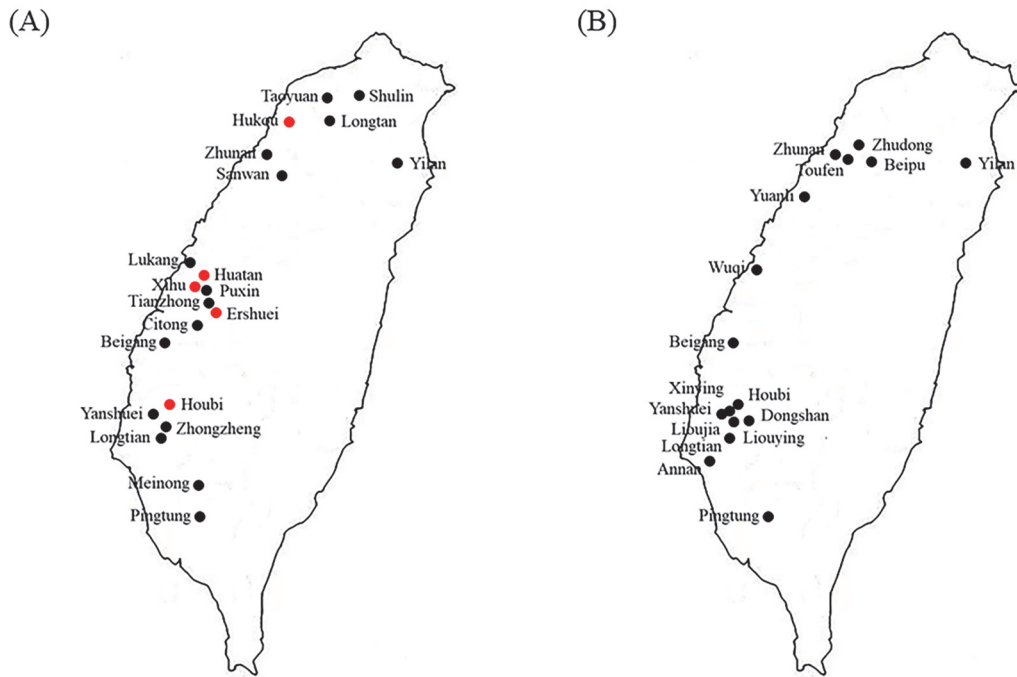 (A)
Taoyuan
Shulin
Hukou
Longtan
Zhunan
Sanwan
Yilan
Lukang
Huatan
Xihu
Puxin
Tianzhong
Ershuei
Citong
Beigang
Houbi
Yanshuei
Zhongzheng
Longtian
Meinong
Pingtung
(B)
Zhudong
Zhunan
Toufen
Beipu
Yilan
Yuanli
Wuqi
Beigang
Xinying
Houbi
Yanshuei
Dongshan
Lioujia
Liouying
Longtian
Annan
Pingtung